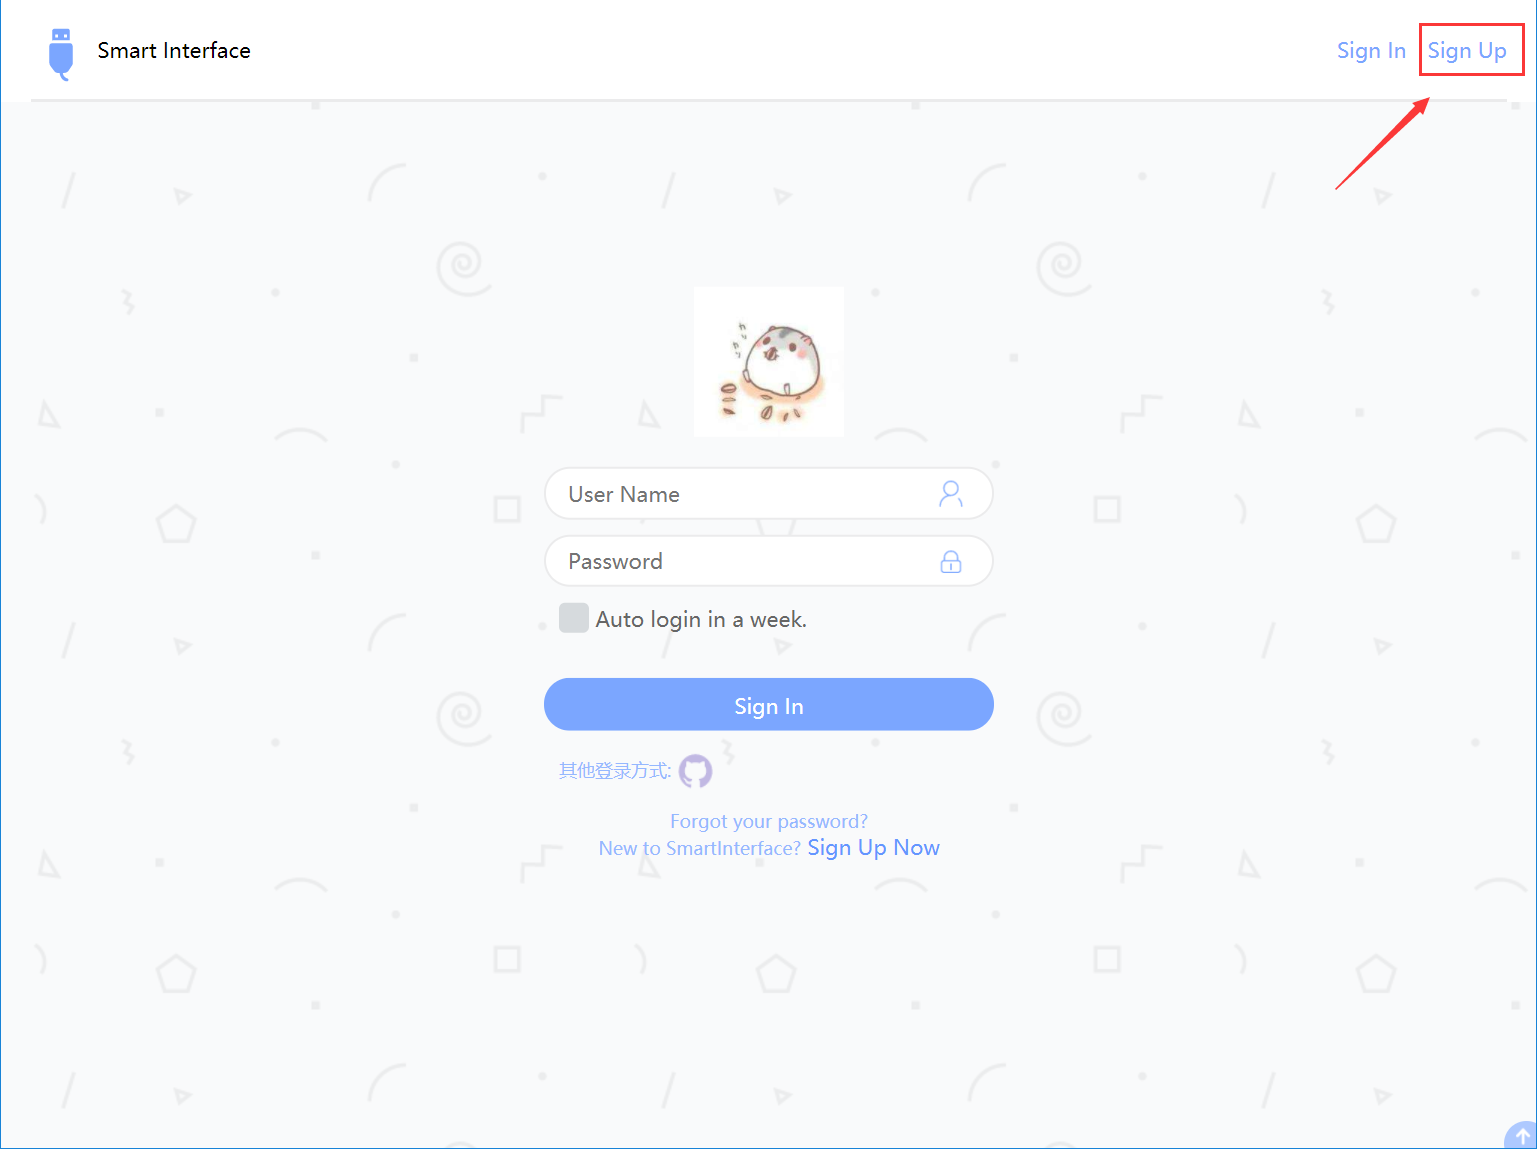 Smart Interface
Sign In
Sign Up
User Name
Password
Auto login in a week.
Sign In
其他登录方式:
Forgot your password?
New to SmartInterface? Sign Up Now